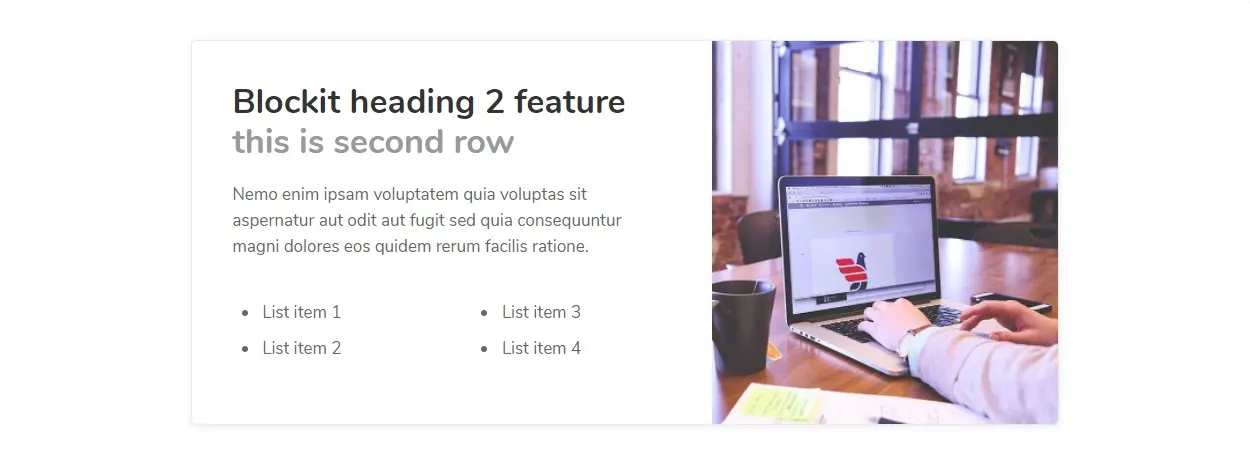 Blockit heading 2 feature
this is second row
Nemo enim ipsam voluptatem quia voluptas sit
aspernatur aut odit aut fugit sed quia consequuntur
magni dolores eos quidem rerum facilis ratione.
List item 1
List item 2
List item 3
List item 4